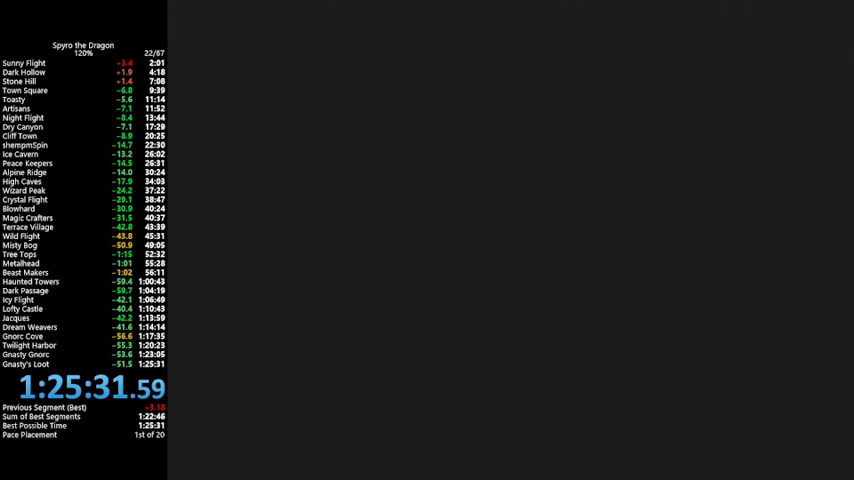 Spyro the Dragon
120% 22/67
Sunny Flight +3.4 2:01
Dark Hollow +1.9 4:18
Stone Hill +1.4 7:08
Town Square −6.8 9:39
Toasty −5.6 11:14
Artisans −7.1 11:52
Night Flight −8.4 13:44
Dry Canyon −7.1 17:29
Cliff Town −8.9 20:25
shempmSpin −14.7 22:30
Ice Cavern −13.2 26:02
Peace Keepers −14.5 26:31
Alpine Ridge −14.0 30:24
High Caves −17.9 34:03
Wizard Peak −24.2 37:22
Crystal Flight −29.1 38:47
Blowhard −30.9 40:24
Magic Crafters −31.5 40:37
Terrace Village −42.8 43:39
Wild Flight −43.8 45:31
Misty Bog −50.9 49:05
Tree Tops −1:15 52:32
Metalhead −1:01 55:28
Beast Makers −1:02 56:11
Haunted Towers −59.4 1:00:43
Dark Passage −59.7 1:04:19
Icy Flight −42.1 1:06:49
Lofty Castle −40.4 1:10:43
Jacques −42.2 1:13:59
Dream Weavers −41.6 1:14:14
Gnorc Cove −56.6 1:17:35
Twilight Harbor −55.3 1:20:23
Gnasty Gnorc −53.6 1:23:05
Gnasty's Loot −51.5 1:25:31
1:25:31.59
Previous Segment (Best) +3.18
Sum of Best Segments 1:22:46
Best Possible Time 1:25:31
Pace Placement 1st of 20